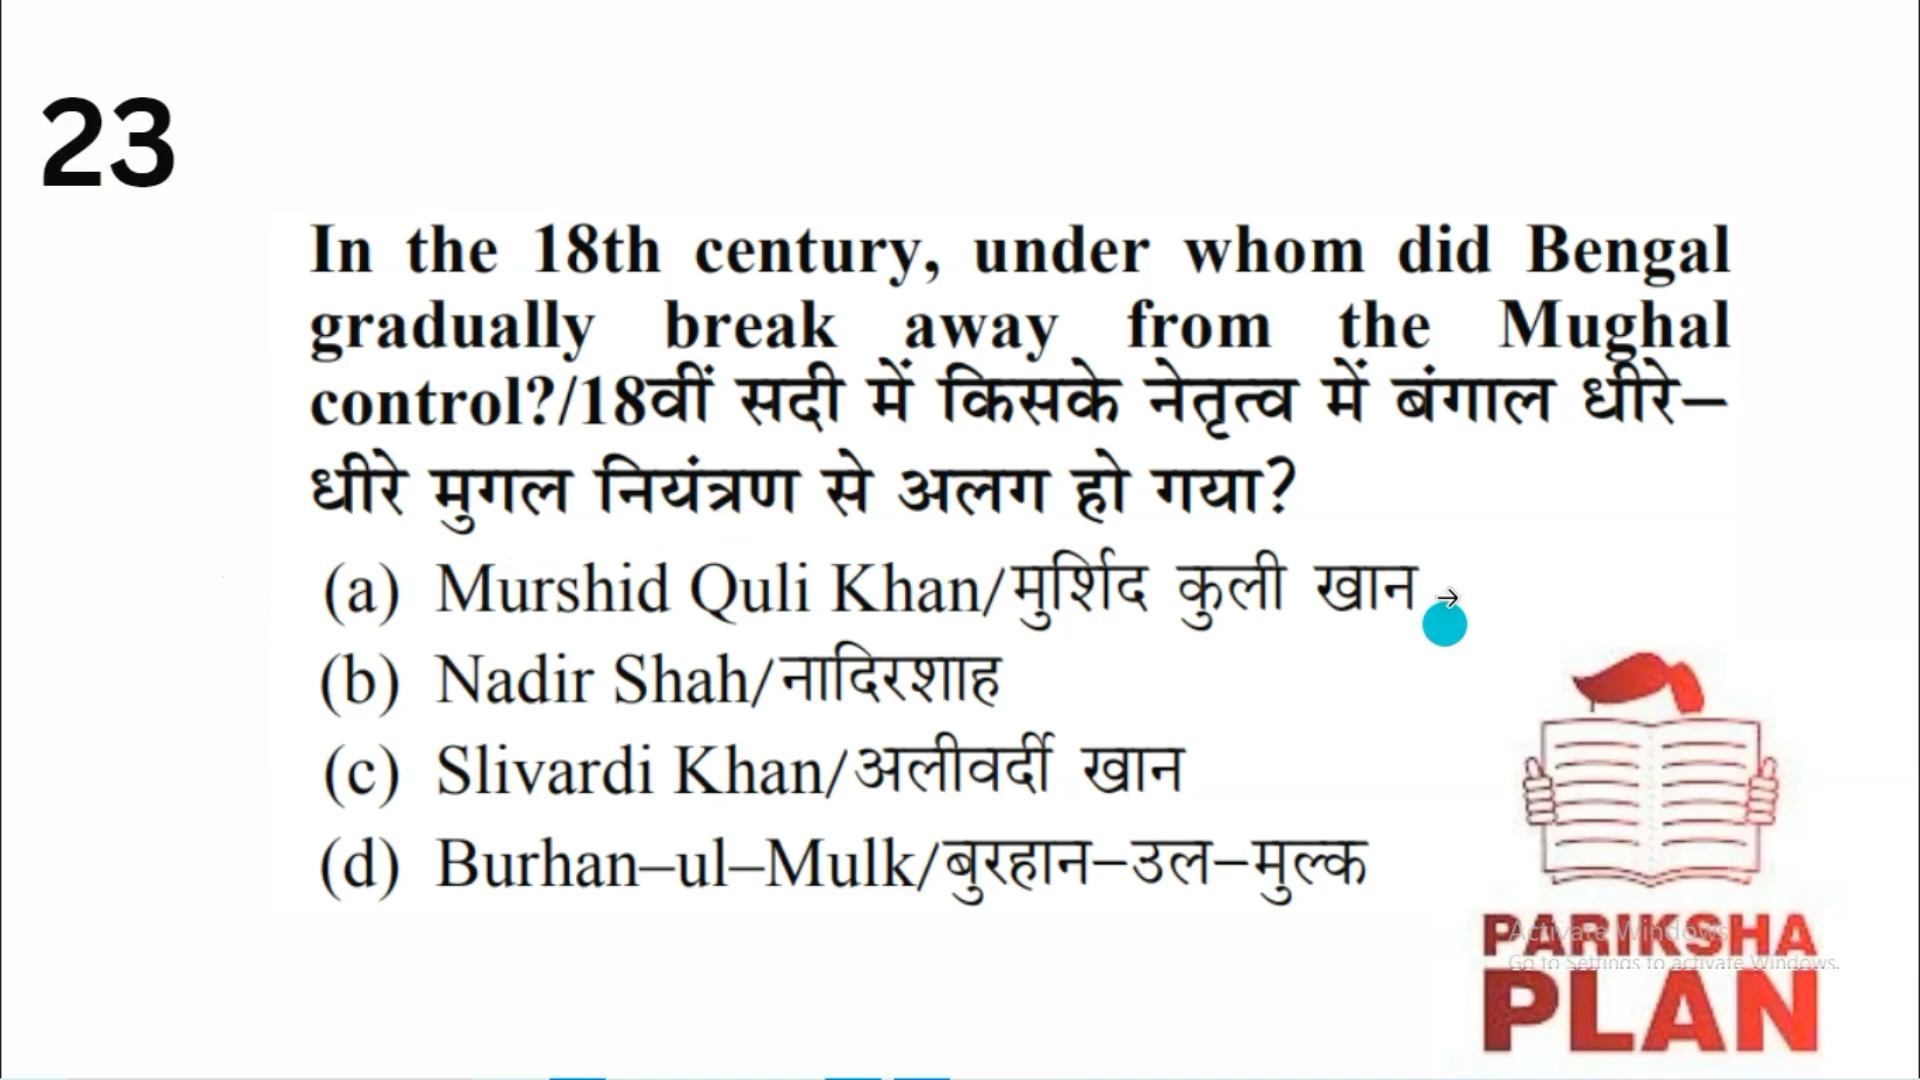 23
In the 18th century, under whom did Bengal
gradually break away from the Mughal
control?/18वीं सदी में किसके नेतृत्व में बंगाल धीरे–
धीरे मुगल नियंत्रण से अलग हो गया?
(a) Murshid Quli Khan/मुर्शिद कुली खान
(b) Nadir Shah/नादिरशाह
(c) Slivardi Khan/अलीवर्दी खान
(d) Burhan–ul–Mulk/बुरहान–उल–मुल्क
PARIKSHA
Activate Windows
Go to Settings to activate Windows.
PLAN